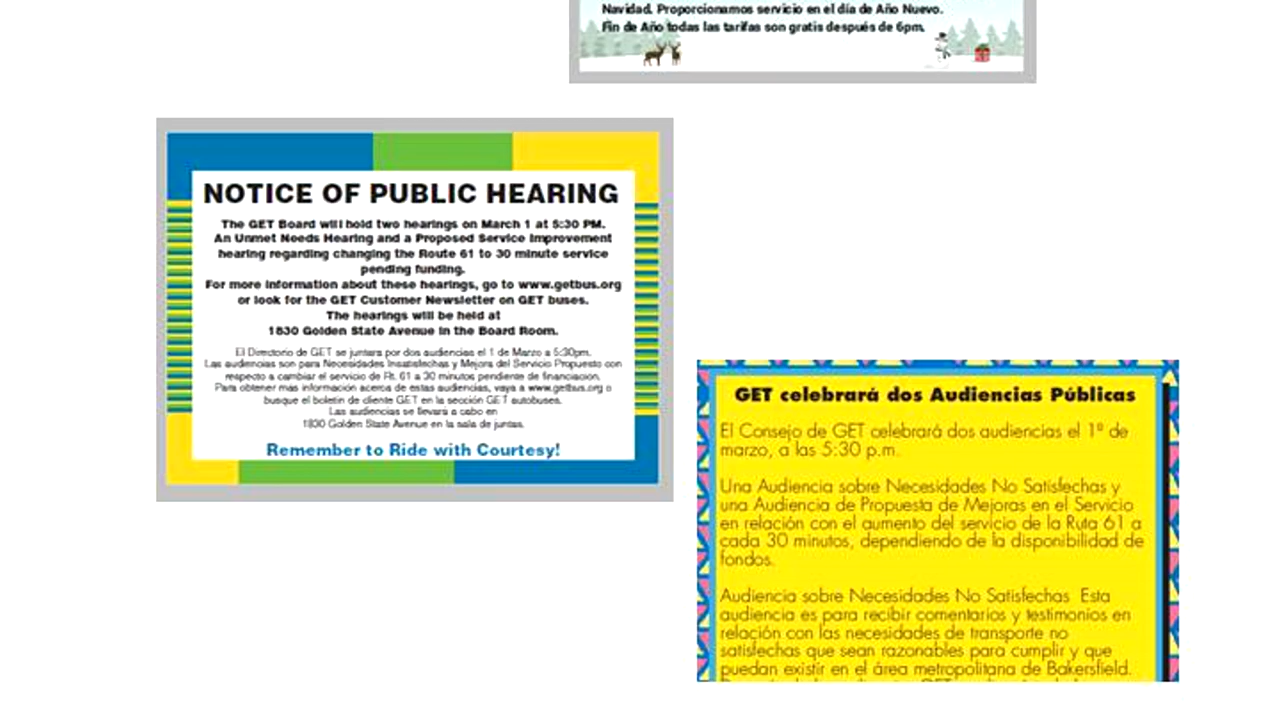 Navidad. Proporcionamos servicio en el día de Año Nuevo.
Fin de Año todas las tarifas son gratis después de 6pm.
NOTICE OF PUBLIC HEARING
The GET Board will hold two hearings on March 1 at 5:30 PM.
An Unmet Needs Hearing and a Proposed Service Improvement
hearing regarding changing the Route 61 to 30 minute service
pending funding.
For more information about these hearings, go to www.getbus.org
or look for the GET Customer Newsletter on GET buses.
The hearings will be held at
1830 Golden State Avenue in the Board Room.
El Directorio de GET se juntara por dos audiencias el 1 de Marzo a 5:30pm.
Las audiencias son para Necesidades Insatisfechas y Mejora del Servicio Propuesto con
respecto a cambiar el servicio de Rt. 61 a 30 minutos pendiente de financiación.
Para obtener mas información acerca de estas audiencias, vaya a www.getbus.org o
busque el boletin de cliente GET en la sección GET autobuses.
Las audiencias se llevara a cabo en
1830 Golden State Avenue en la sala de juntas.
Remember to Ride with Courtesy!
GET celebrará dos Audiencias Públicas
El Consejo de GET celebrará dos audiencias el 1º de
marzo, a las 5:30 p.m.
Una Audiencia sobre Necesidades No Satisfechas y
una Audiencia de Propuesta de Mejoras en el Servicio
en relación con el aumento del servicio de la Ruta 61 a
cada 30 minutos, dependiendo de la disponibilidad de
fondos.
Audiencia sobre Necesidades No Satisfechas Esta
audiencia es para recibir comentarios y testimonios en
relación con las necesidades de transporte no
satisfechas que sean razonables para cumplir y que
puedan existir en el área metropolitana de Bakersfield.